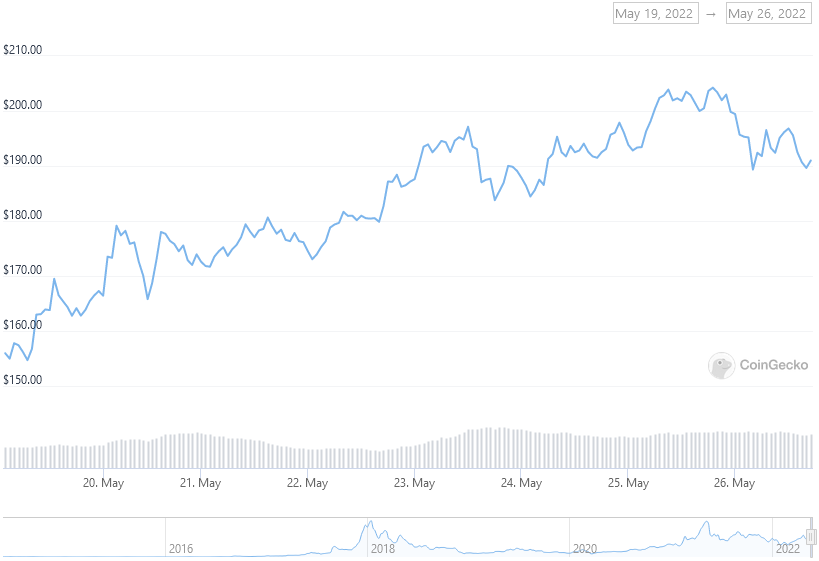 May 19, 2022 → May 26, 2022
$210.00
$200.00
$190.00
$180.00
$170.00
$160.00
$150.00
CoinGecko
20. May 21. May 22. May 23. May 24. May 25. May 26. May
2016 2018 2020 2022